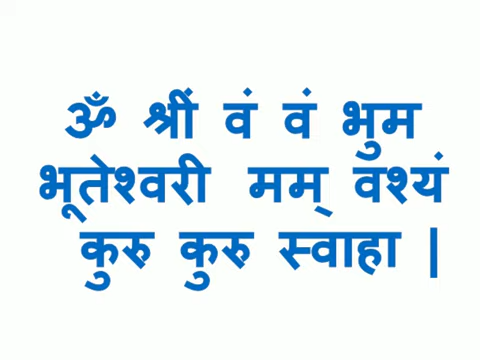 ॐ श्रीं वं वं भुम
भूतेश्वरी मम् वश्यं
कुरु कुरु स्वाहा |